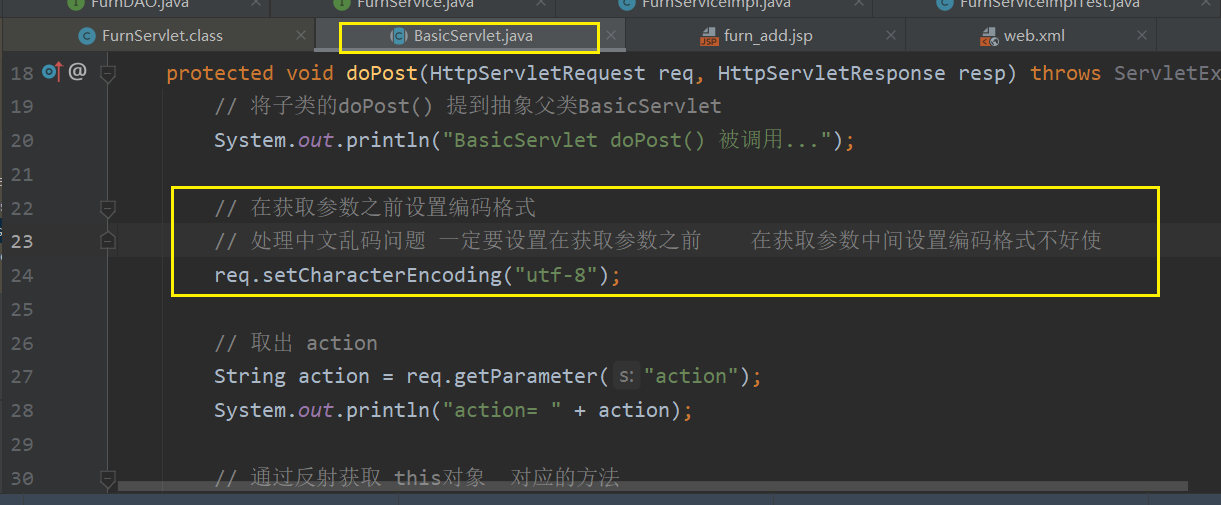 FurnDAO.java FurnService.java FurnServiceImpl.java FurnServiceImplTest.java
FurnServlet.class BasicServlet.java furn_add.jsp web.xml
18 protected void doPost(HttpServletRequest req, HttpServletResponse resp) throws ServletEx
19 // 将子类的doPost() 提到抽象父类BasicServlet
20 System.out.println("BasicServlet doPost() 被调用...");
21
22 // 在获取参数之前设置编码格式
23 // 处理中文乱码问题 一定要设置在获取参数之前 在获取参数中间设置编码格式不好使
24 req.setCharacterEncoding("utf-8");
25
26 // 取出 action
27 String action = req.getParameter( s: "action");
28 System.out.println("action= " + action);
29
30 // 通过反射获取 this对象 对应的方法